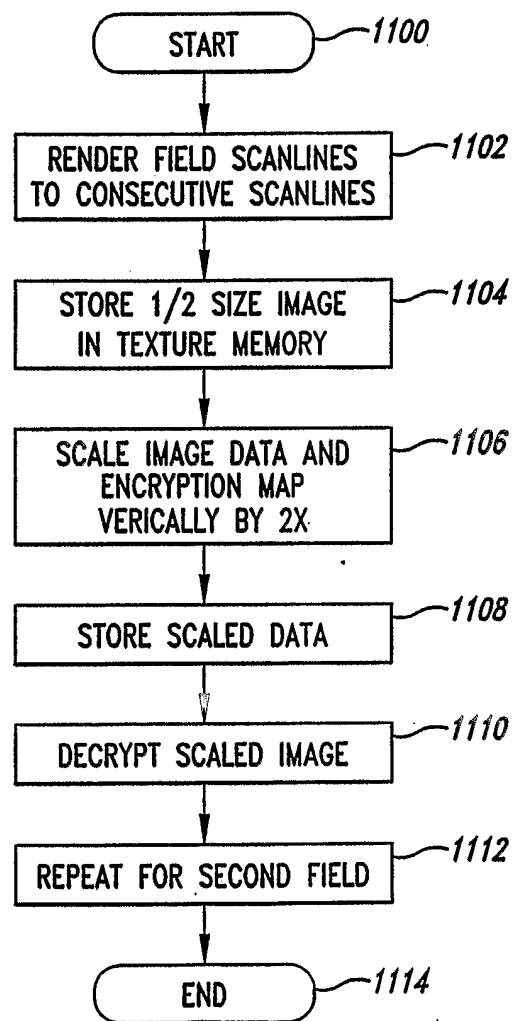 START
1100
RENDER FIELD SCANLINES
TO CONSECUTIVE SCANLINES
1102
STORE 1/2 SIZE IMAGE
IN TEXTURE MEMORY
1104
SCALE IMAGE DATA AND
ENCRYPTION MAP
VERICALLY BY 2X
1106
STORE SCALED DATA
1108
DECRYPT SCALED IMAGE
1110
REPEAT FOR SECOND FIELD
1112
END
1114